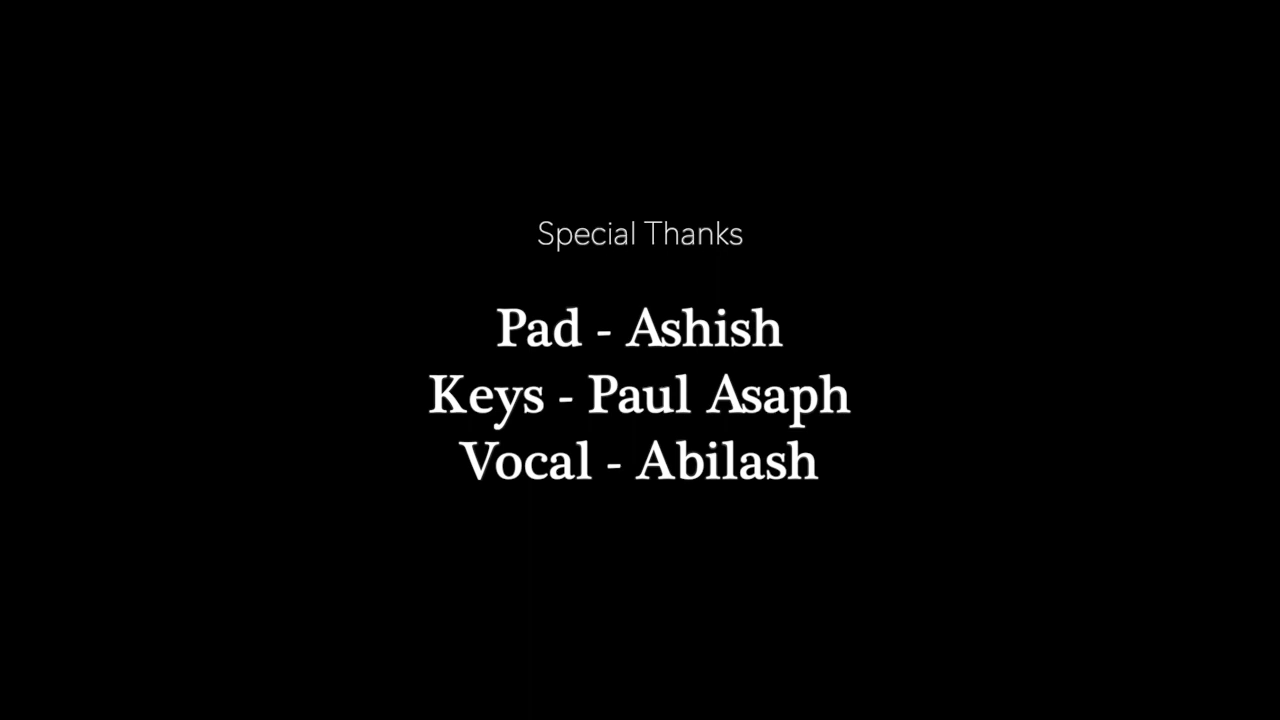 Special Thanks
Pad - Ashish
Keys - Paul Asaph
Vocal - Abilash